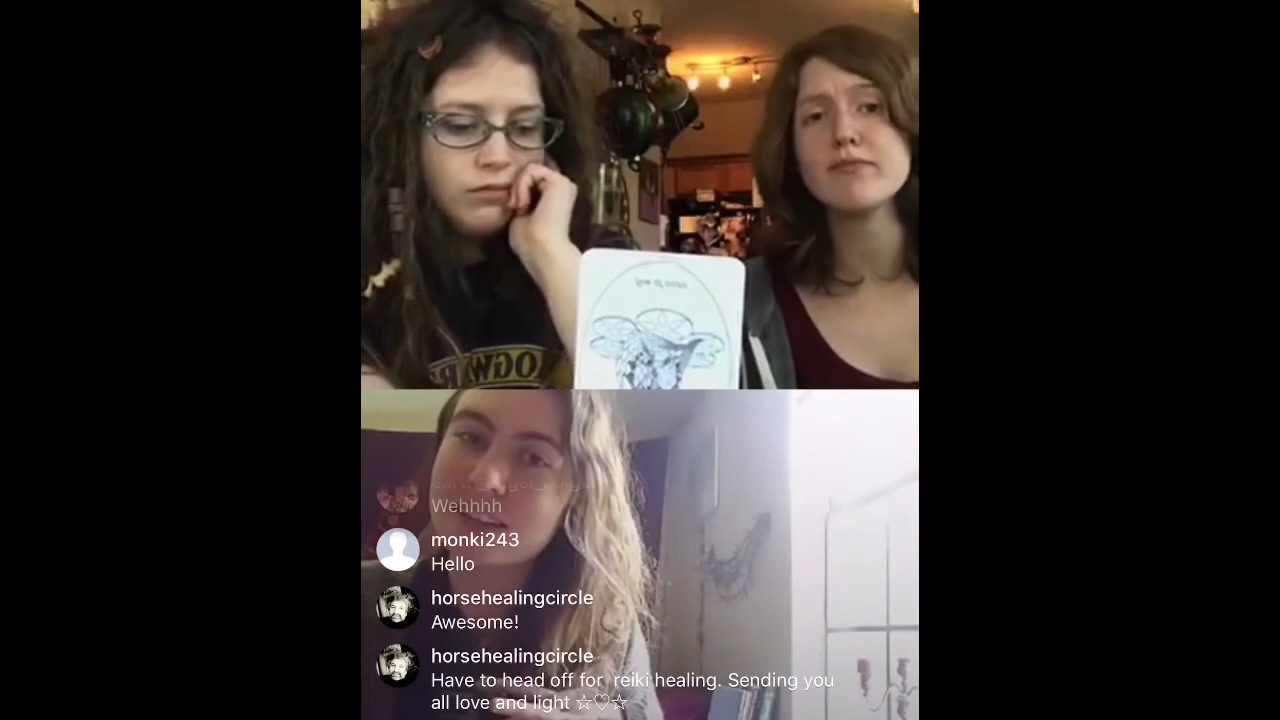 Wehhhh
monki243
Hello
horsehealingcircle
Awesome!
horsehealingcircle
Have to head off for reiki healing. Sending you
all love and light ☆♡☆